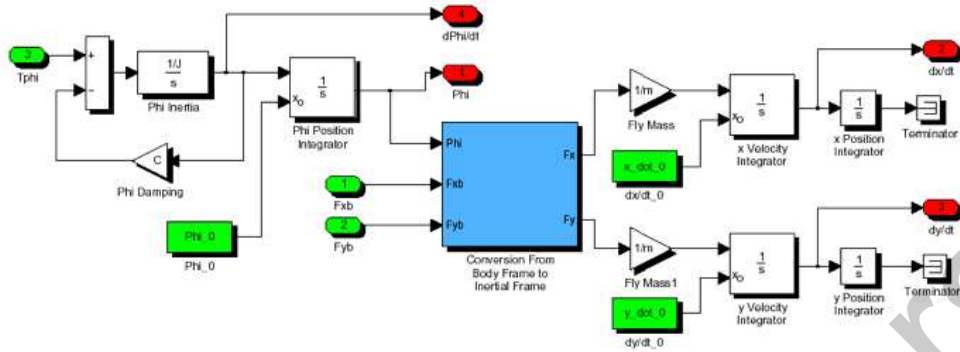 4
dPhi/dt
3
Tphi
+
−
1/J
s
Phi Inertia
1
s
xo
Phi Position
Integrator
1
Phi
C
Phi Damping
Phi_0
Phi_0
1
Fxb
2
Fyb
Phi
Fxb
Fyb
Fx
Fy
Conversion From
Body Frame to
Inertial Frame
1/m
Fly Mass
x_dot_0
dx/dt_0
1
s
xo
x Velocity
Integrator
2
dx/dt
1
s
x Position
Integrator
Terminator
1/m
Fly Mass1
y_dot_0
dy/dt_0
1
s
xo
y Velocity
Integrator
3
dy/dt
1
s
y Position
Integrator
Terminator